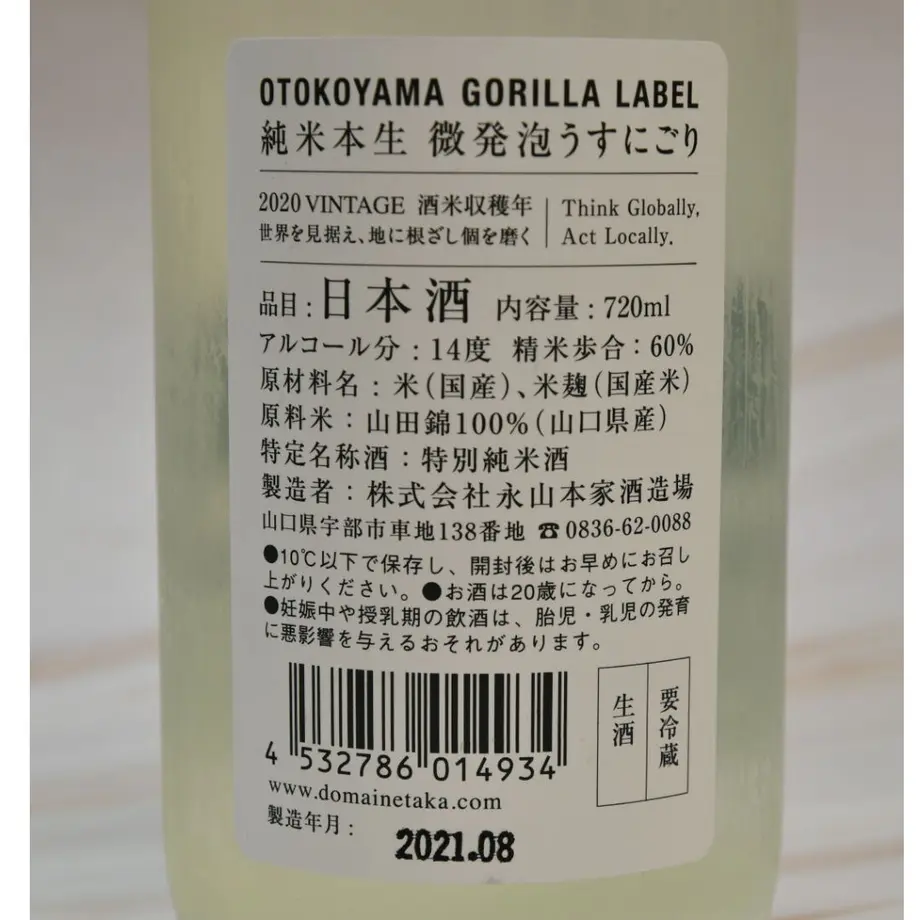 OTOKOYAMA GORILLA LABEL
純米本生 微発泡うすにごり
2020 VINTAGE 酒米収穫年
世界を見据え、地に根ざし個を磨く
Think Globally,
Act Locally.
品目：日本酒 内容量：720ml
アルコール分：14度 精米歩合：60%
原材料名：米（国産）、米麹（国産米）
原料米：山田錦100%（山口県産）
特定名称酒：特別純米酒
製造者：株式会社永山本家酒造場
山口県宇部市車地138番地 ☎0836-62-0088
●10℃以下で保存し、開封後はお早めにお召し
上がりください。●お酒は20歳になってから。
●妊娠中や授乳期の飲酒は、胎児・乳児の発育
に悪影響を与えるおそれがあります。
要冷蔵
生酒
4 532786 014934
www.domainetaka.com
製造年月：
2021.08